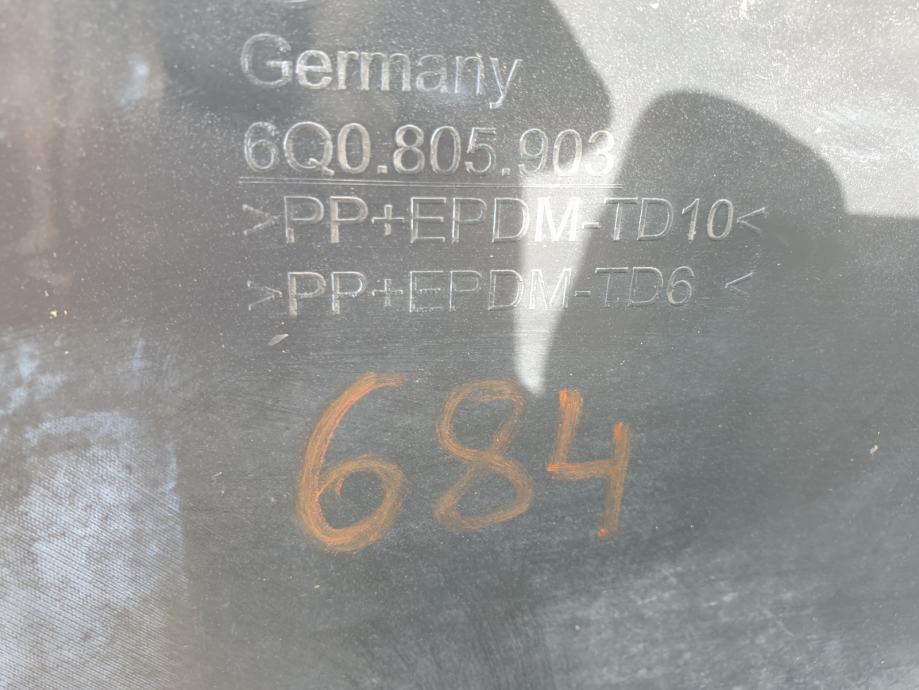 Germany
6Q0.805.903
>PP+EPDM-TD10<
>PP+EPDM-TD6 <
684